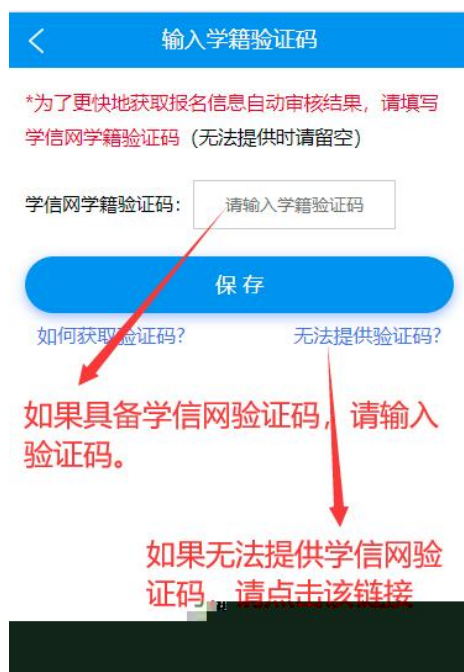 输入学籍验证码
*为了更快地获取报名信息自动审核结果，请填写
学信网学籍验证码（无法提供时请留空）
学信网学籍验证码： 请输入学籍验证码
保存
如何获取验证码? 无法提供验证码?
如果具备学信网验证码，请输入
验证码。
如果无法提供学信网验
证码，请点击该链接